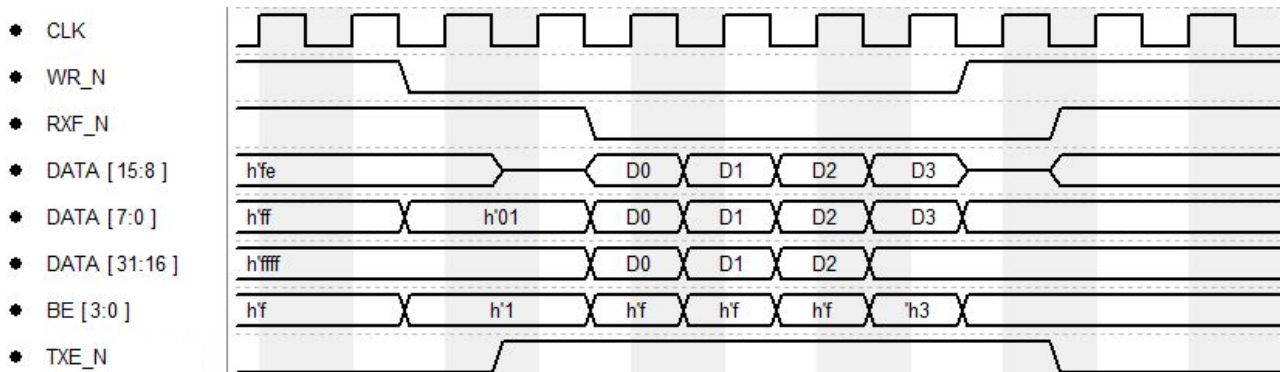 CLK
WR_N
RXF_N
DATA [ 15:8 ] h'fe D0 D1 D2 D3
DATA [ 7:0 ] h'ff h'01 D0 D1 D2 D3
DATA [ 31:16 ] h'ffff D0 D1 D2
BE [ 3:0 ] h'f h'1 h'f h'f h'f 'h3
TXE_N